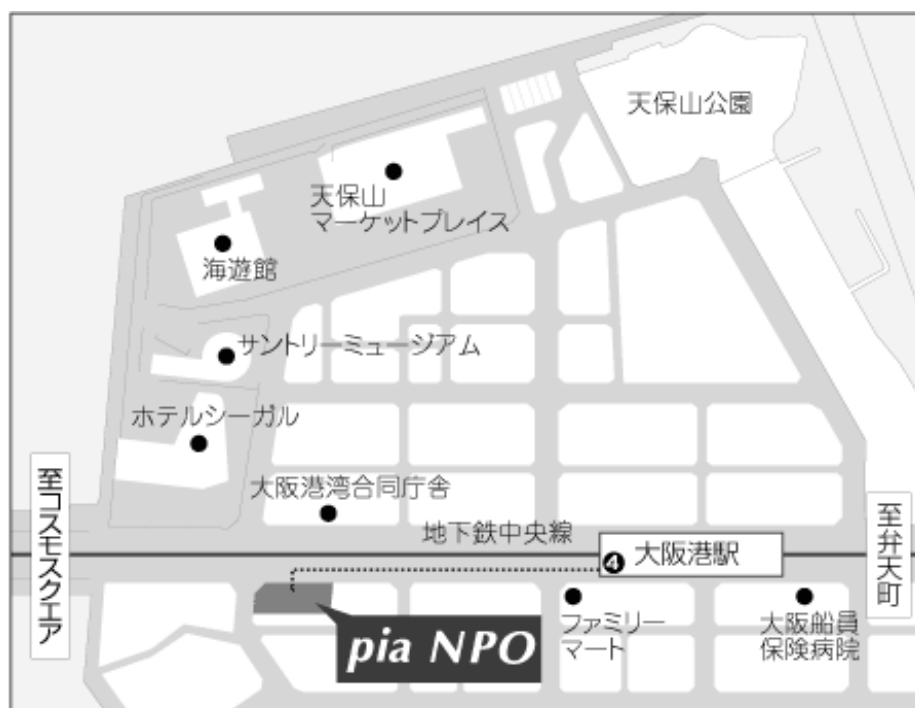 天保山公園
天保山
マーケットプレイス
海遊館
サントリーミュージアム
ホテルシーガル
大阪港湾合同庁舎
地下鉄中央線
至コスモスクエア
❹
大阪港駅
至弁天町
pia NPO
ファミリー
マート
大阪船員
保険病院